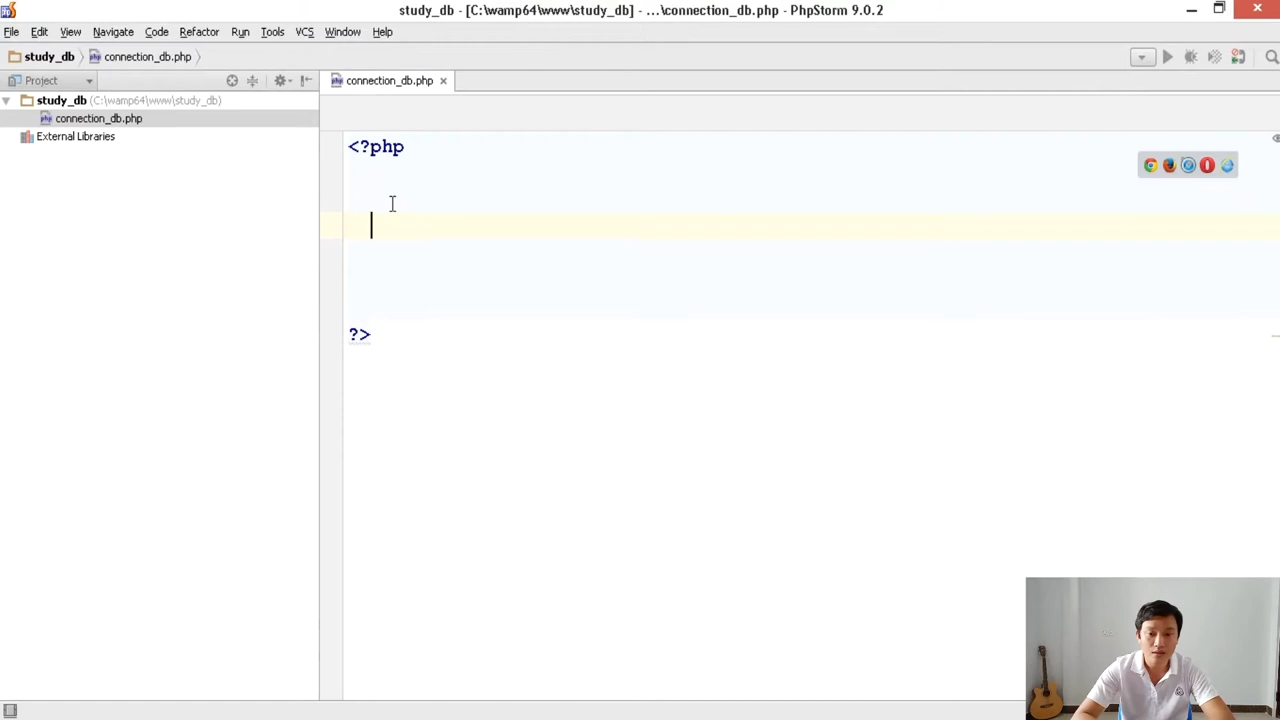 study_db - [C:\wamp64\www\study_db] - ...\connection_db.php - PhpStorm 9.0.2
File Edit View Navigate Code Refactor Run Tools VCS Window Help
study_db connection_db.php
Project connection_db.php
study_db (C:\wamp64\www\study_db)
connection_db.php
External Libraries
<?php
?>